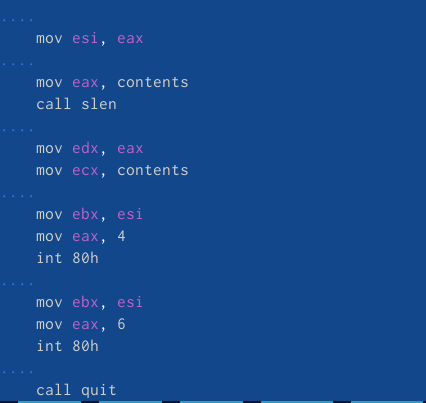 ....
mov esi, eax
....
mov eax, contents
call slen
....
mov edx, eax
mov ecx, contents
....
mov ebx, esi
mov eax, 4
int 80h
....
mov ebx, esi
mov eax, 6
int 80h
....
call quit